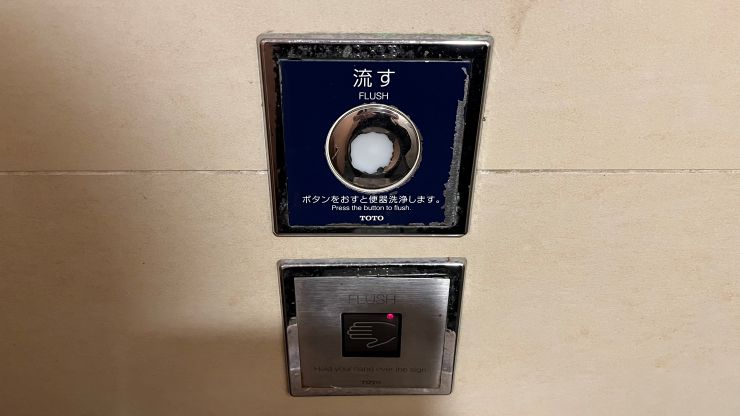 流す
FLUSH
ボタンをおすと便器洗浄します。
Press the button to flush.
TOTO
FLUSH
Hold your hand over the sign
TOTO